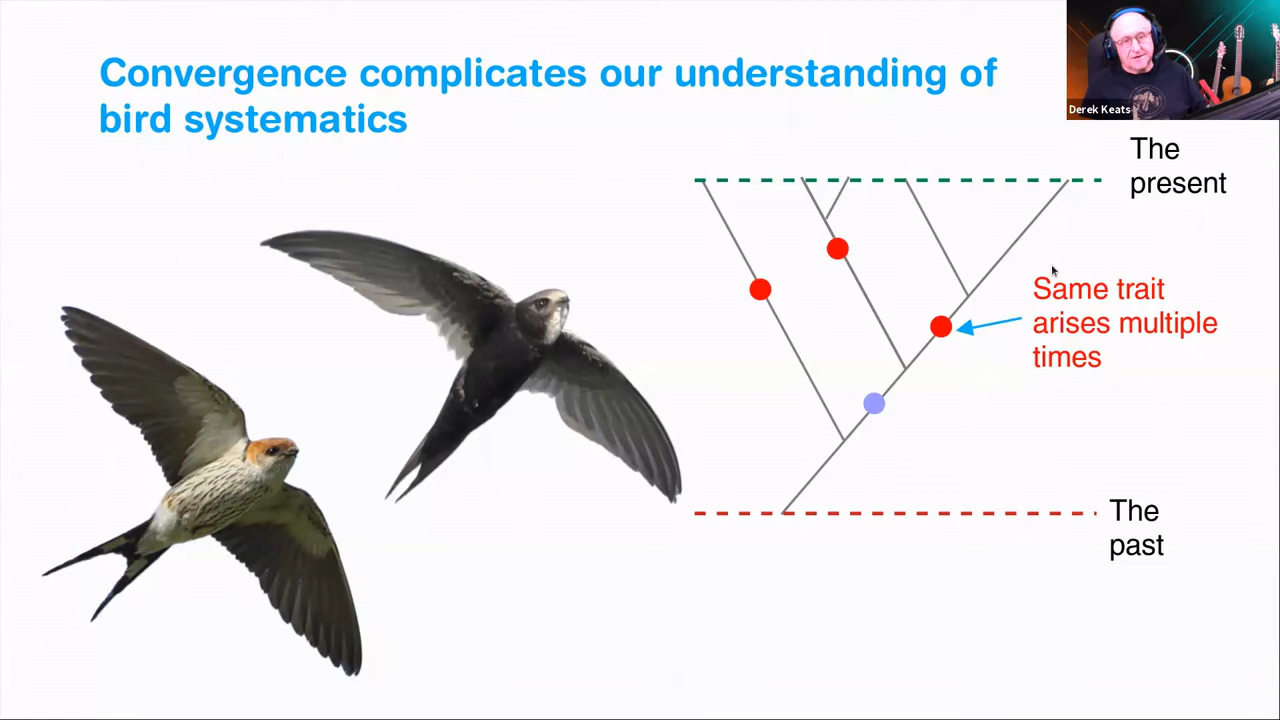 Convergence complicates our understanding of
bird systematics
Derek Keats
The
present
Same trait
arises multiple
times
The
past